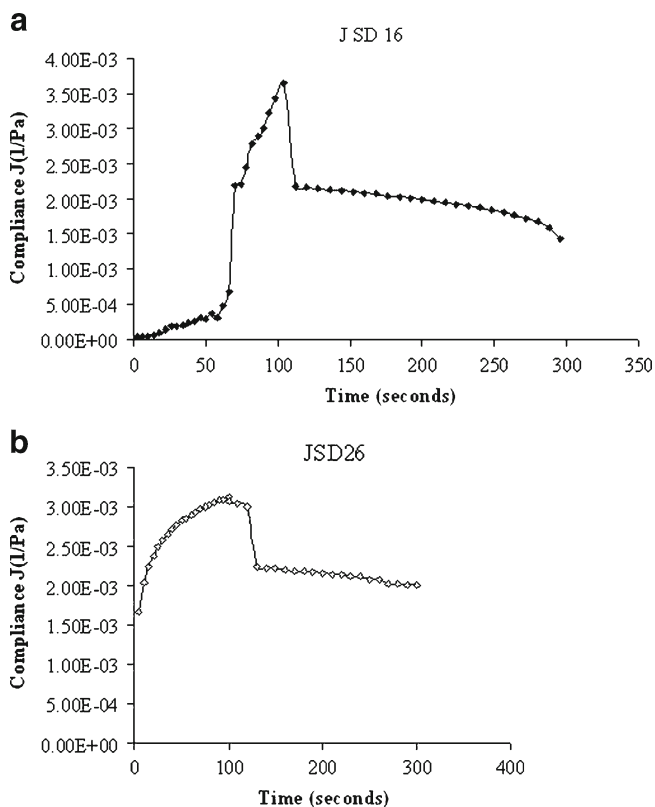 a
J SD 16
4.00E-03
3.50E-03
3.00E-03
2.50E-03
2.00E-03
1.50E-03
1.00E-03
5.00E-04
0.00E+00
Compliance J(1/Pa)
0 50 100 150 200 250 300 350
Time (seconds)
b
JSD26
3.50E-03
3.00E-03
2.50E-03
2.00E-03
1.50E-03
1.00E-03
5.00E-04
0.00E+00
Compliance J(1/Pa)
0 100 200 300 400
Time (seconds)